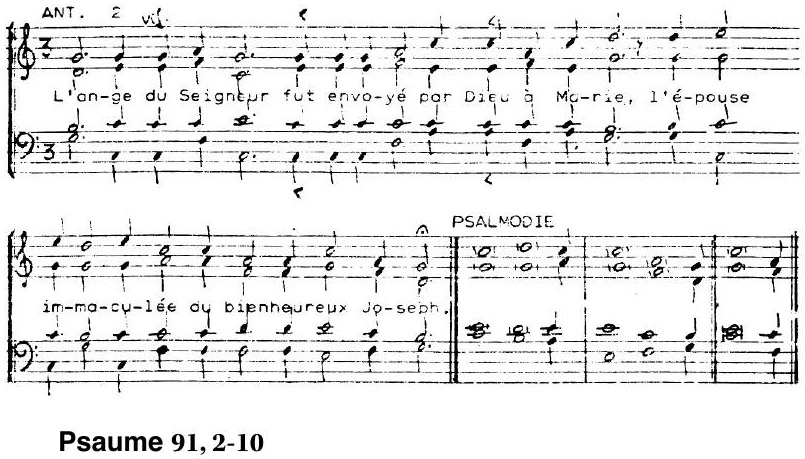 ANT. 2
L'an-ge du Seigneur fut envo-yé par Dieu à Ma-rie, l'é-pouse
PSALMODIE
im-ma-cu-lée du bienheureux Jo-seph.
Psaume 91, 2-10